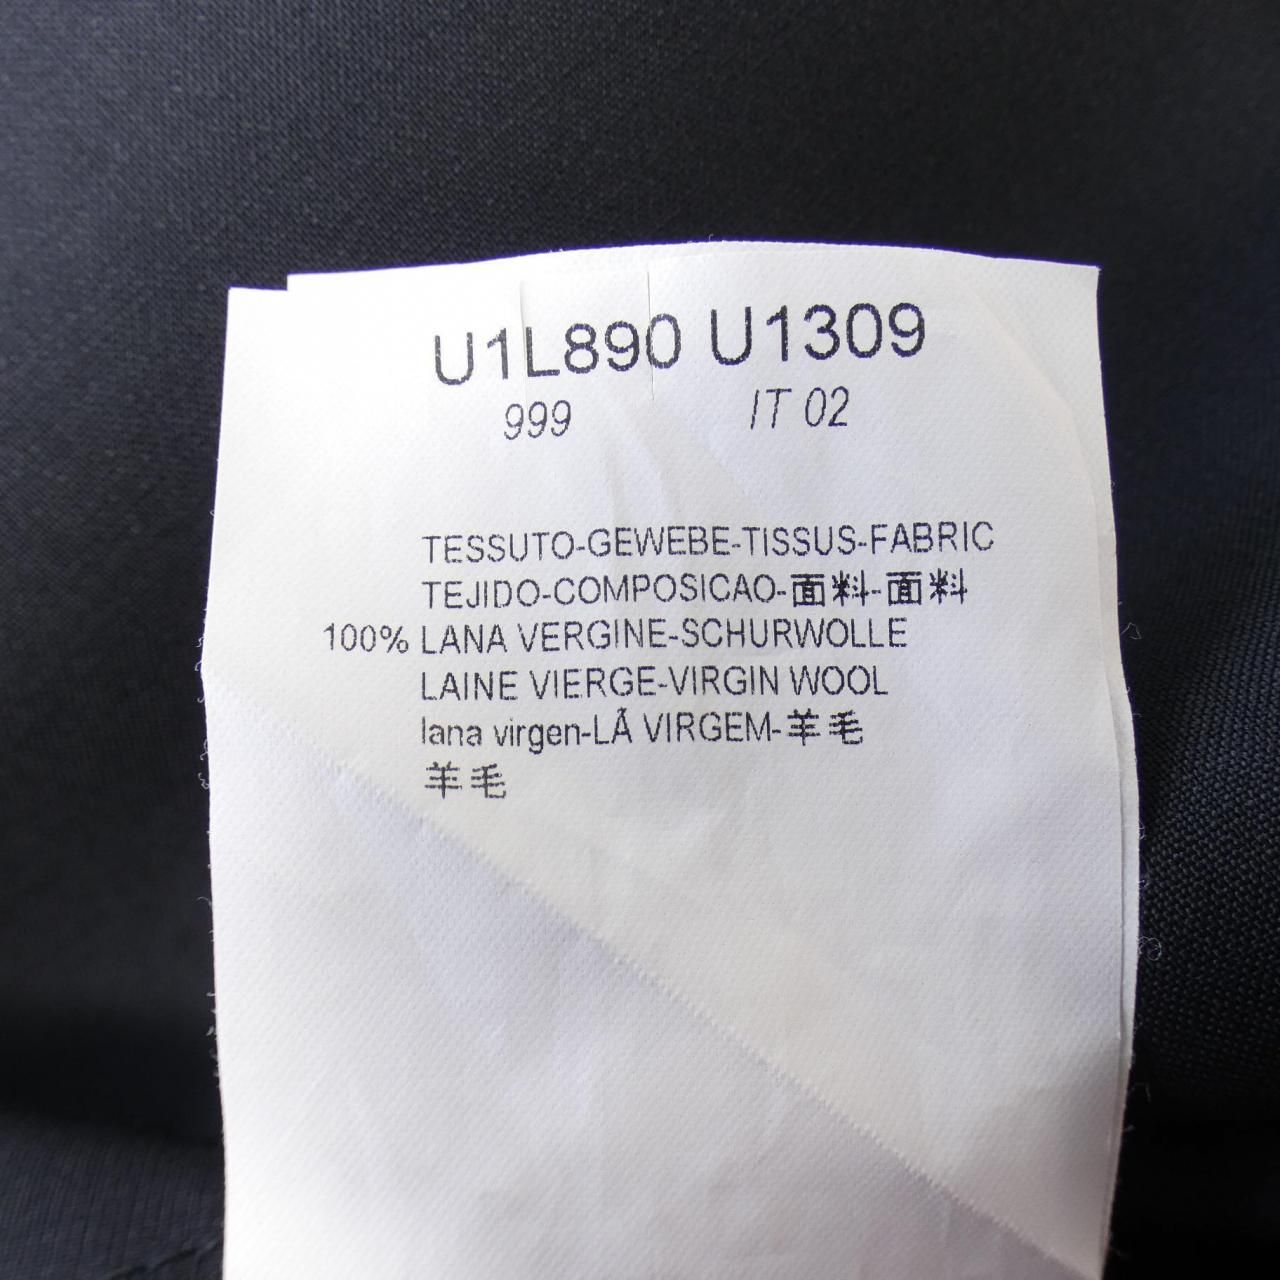 U1L890 U1309
999 IT 02
TESSUTO-GEWEBE-TISSUS-FABRIC
TEJIDO-COMPOSICAO-面料-面料
100% LANA VERGINE-SCHURWOLLE
LAINE VIERGE-VIRGIN WOOL
lana virgen-LÃ VIRGEM-羊毛
羊毛